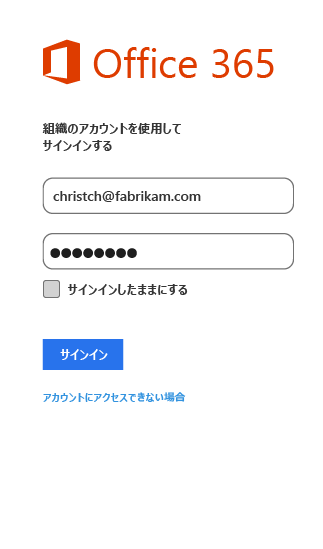 Office 365
組織のアカウントを使用して
サインインする
christch@fabrikam.com
●●●●●●●●
サインインしたままにする
サインイン
アカウントにアクセスできない場合